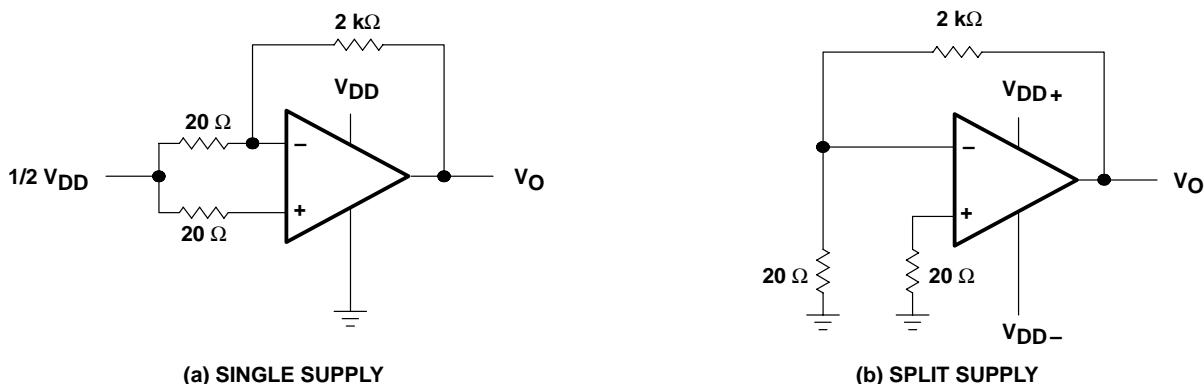 2 kΩ
VDD
20 Ω
−
1/2 VDD
VO
+
20 Ω
(a) SINGLE SUPPLY
2 kΩ
VDD+
−
VO
+
20 Ω
20 Ω
VDD−
(b) SPLIT SUPPLY